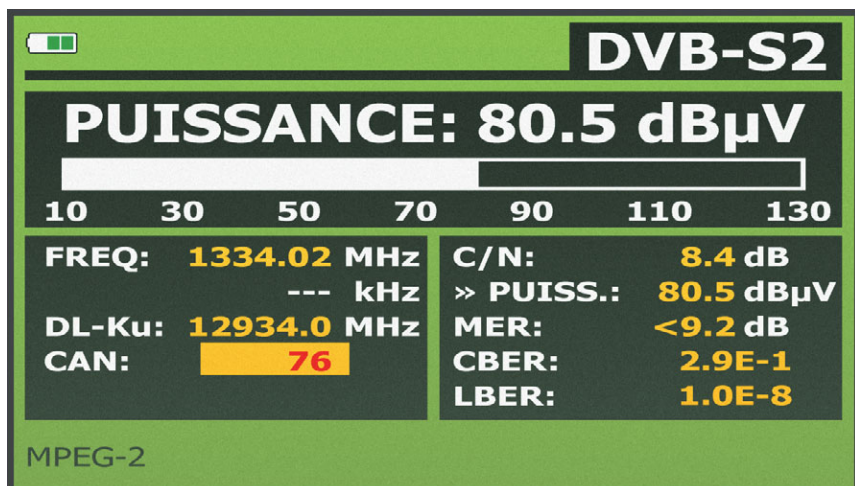 DVB-S2
PUISSANCE: 80.5 dBµV
10 30 50 70 90 110 130
FREQ: 1334.02 MHz
--- kHz
DL-Ku: 12934.0 MHz
CAN: 76
C/N: 8.4 dB
» PUISS.: 80.5 dBµV
MER: <9.2 dB
CBER: 2.9E-1
LBER: 1.0E-8
MPEG-2